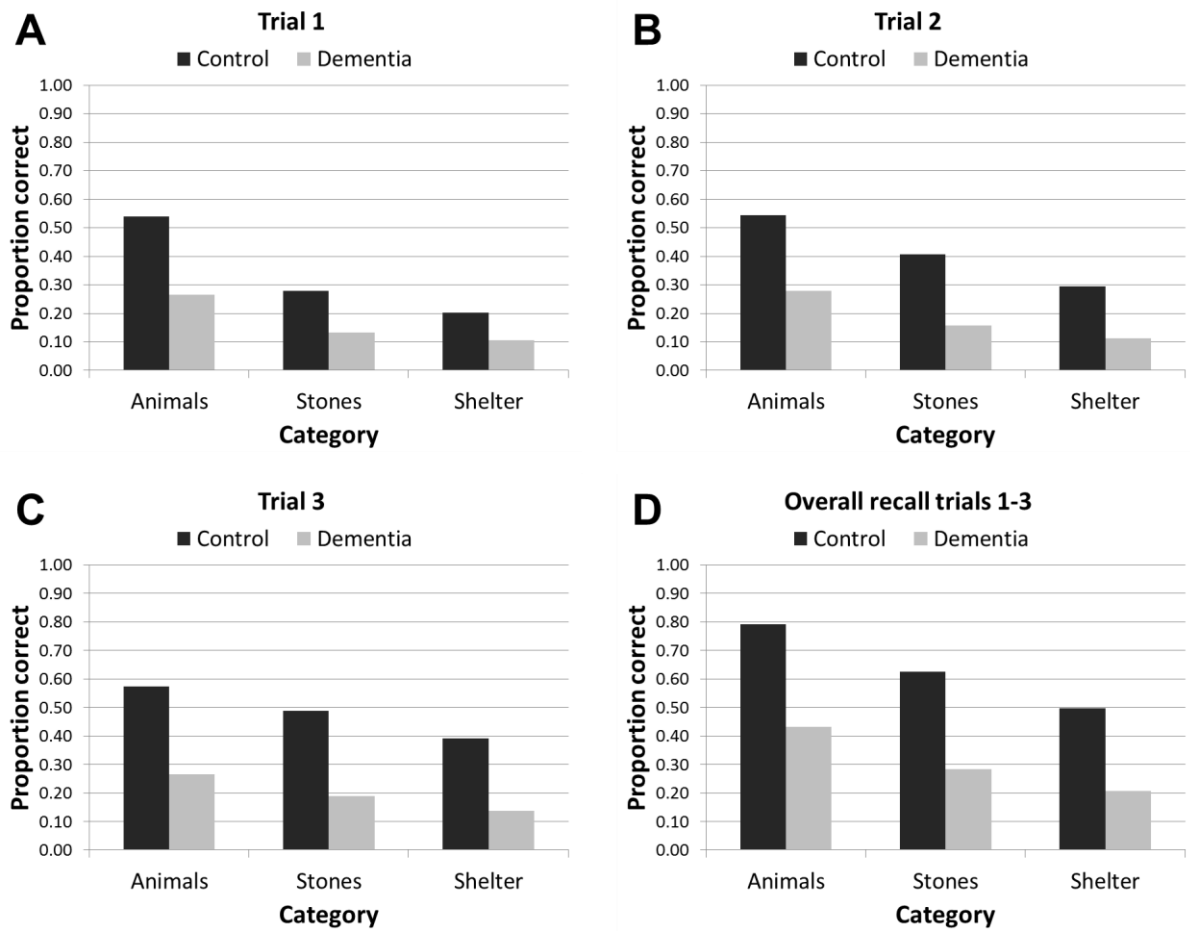 A
Trial 1
Control Dementia
1.00
0.90
0.80
0.70
0.60
0.50
0.40
0.30
0.20
0.10
0.00
Proportion correct
Animals Stones Shelter
Category
B
Trial 2
Control Dementia
1.00
0.90
0.80
0.70
0.60
0.50
0.40
0.30
0.20
0.10
0.00
Proportion correct
Animals Stones Shelter
Category
C
Trial 3
Control Dementia
1.00
0.90
0.80
0.70
0.60
0.50
0.40
0.30
0.20
0.10
0.00
Proportion correct
Animals Stones Shelter
Category
D
Overall recall trials 1-3
Control Dementia
1.00
0.90
0.80
0.70
0.60
0.50
0.40
0.30
0.20
0.10
0.00
Proportion correct
Animals Stones Shelter
Category